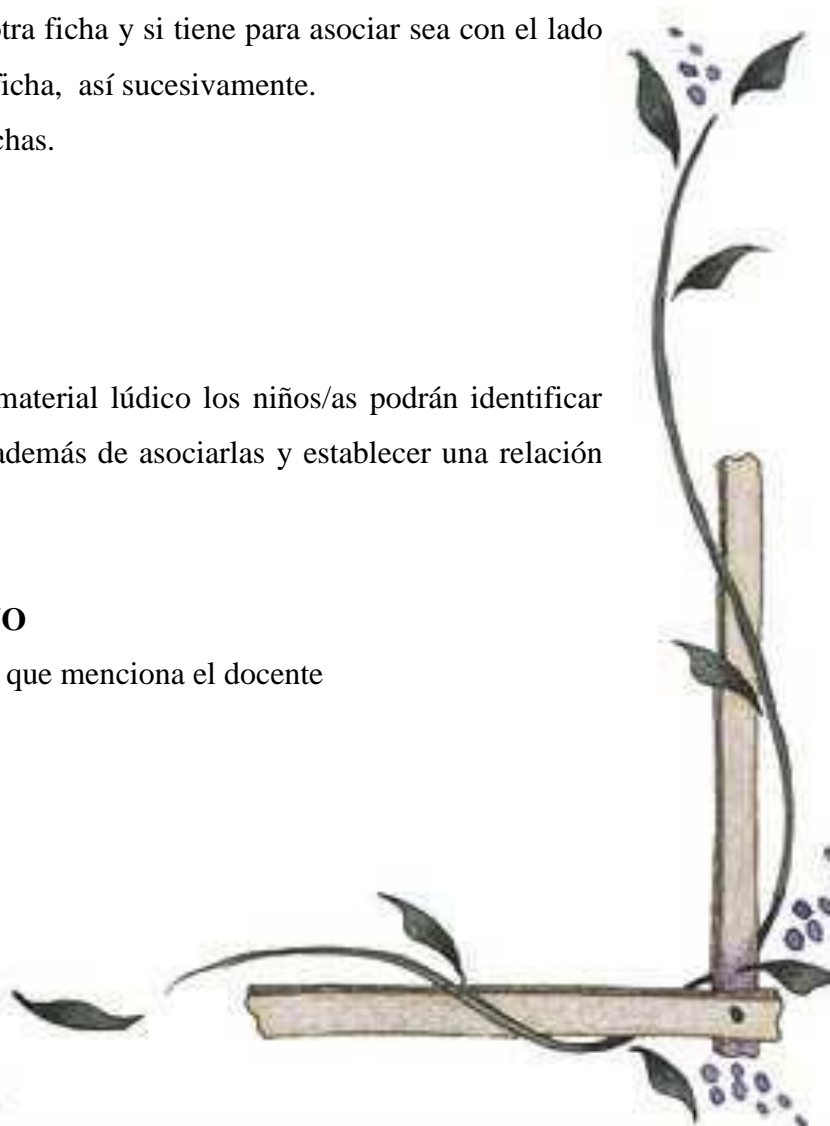 otra ficha y si tiene para asociar sea con el lado
ficha, así sucesivamente.
chas.
material lúdico los niños/as podrán identificar
además de asociarlas y establecer una relación
que menciona el docente